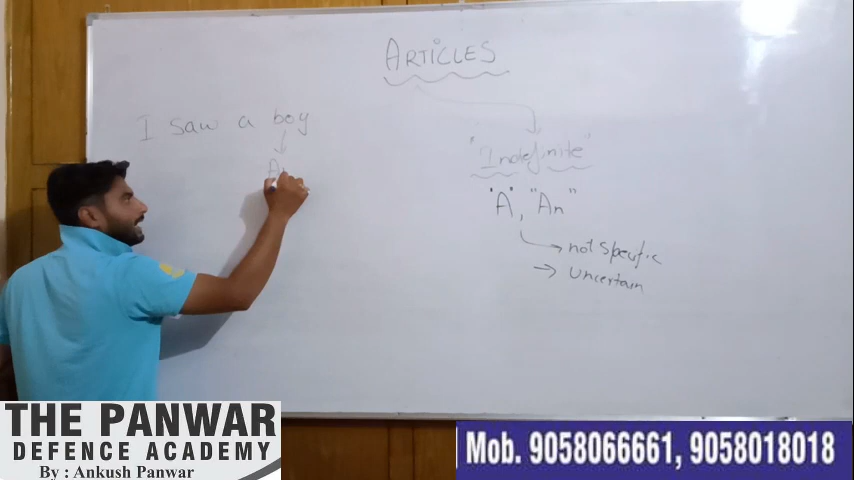 ARTICLES
I saw a boy
"Indefinite"
"A", "An"
not specific
uncertain
THE PANWAR
DEFENCE ACADEMY
By : Ankush Panwar
Mob. 9058066661, 9058018018